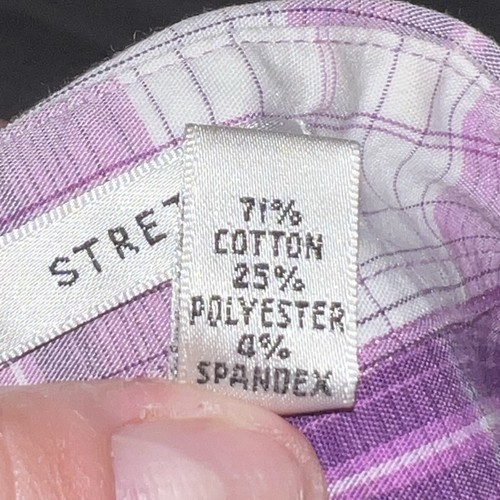 STRET
71%
COTTON
25%
POLYESTER
4%
SPANDEX